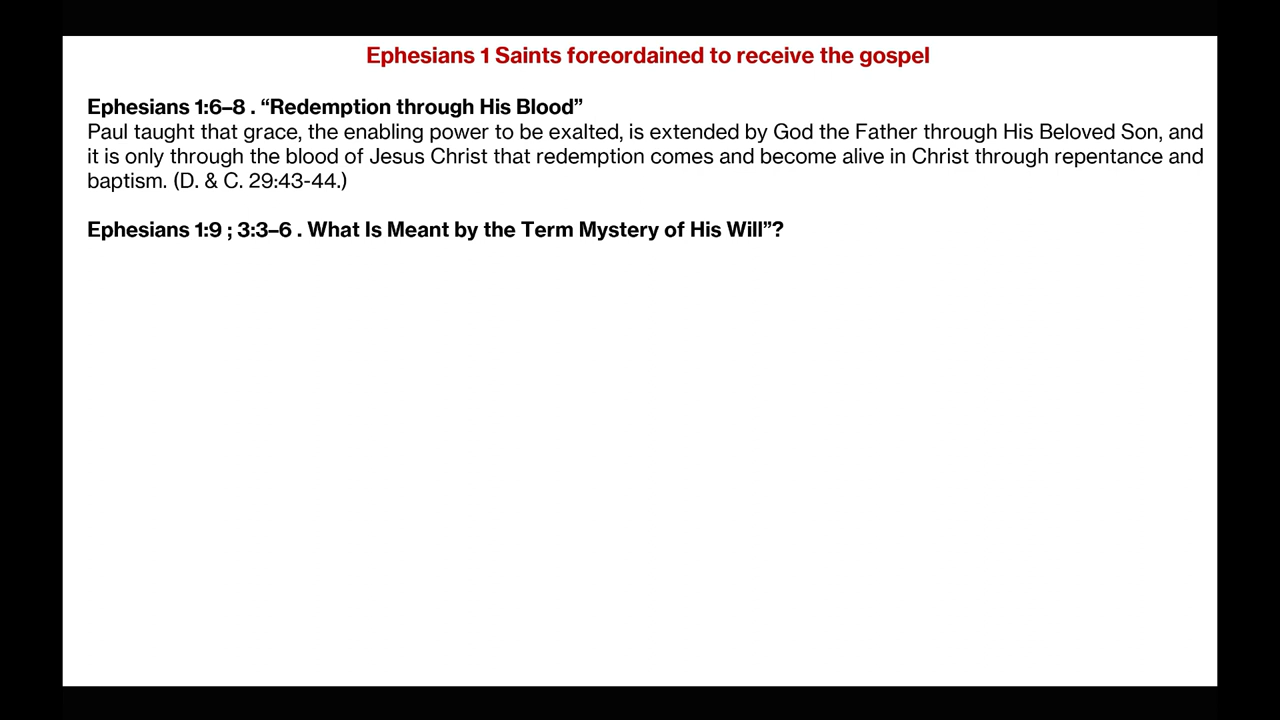 Ephesians 1 Saints foreordained to receive the gospel
Ephesians 1:6–8 . “Redemption through His Blood”
Paul taught that grace, the enabling power to be exalted, is extended by God the Father through His Beloved Son, and
it is only through the blood of Jesus Christ that redemption comes and become alive in Christ through repentance and
baptism. (D. & C. 29:43-44.)
Ephesians 1:9 ; 3:3–6 . What Is Meant by the Term Mystery of His Will”?